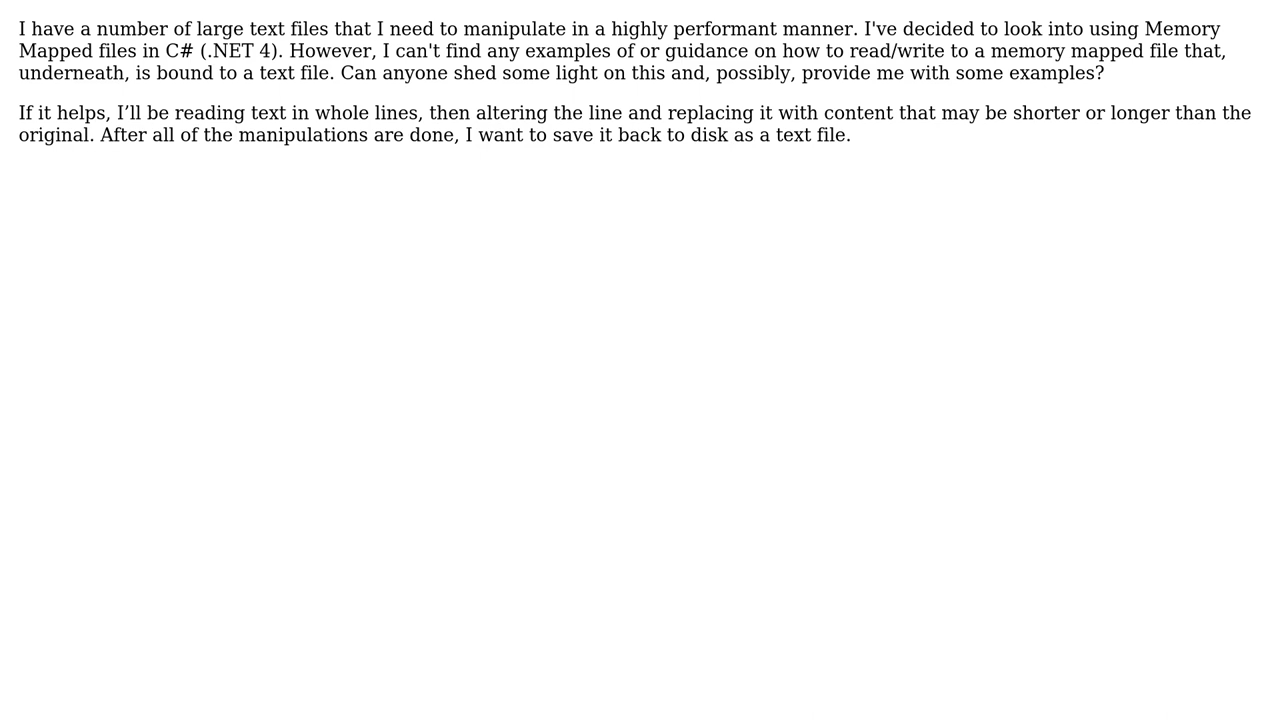 I have a number of large text files that I need to manipulate in a highly performant manner. I've decided to look into using Memory
Mapped files in C# (.NET 4). However, I can't find any examples of or guidance on how to read/write to a memory mapped file that,
underneath, is bound to a text file. Can anyone shed some light on this and, possibly, provide me with some examples?
If it helps, I’ll be reading text in whole lines, then altering the line and replacing it with content that may be shorter or longer than the
original. After all of the manipulations are done, I want to save it back to disk as a text file.